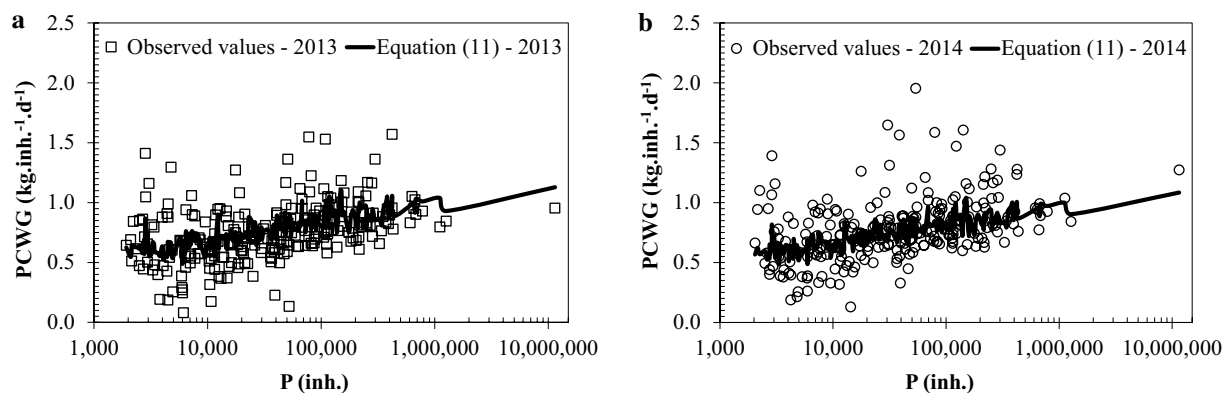 a
2.5
2.0
1.5
1.0
0.5
0.0
PCWG (kg.inh.⁻¹.d⁻¹)
Observed values - 2013 Equation (11) - 2013
1,000 10,000 100,000 1,000,000 10,000,000
P (inh.)
b
2.5
2.0
1.5
1.0
0.5
0.0
PCWG (kg.inh.⁻¹.d⁻¹)
Observed values - 2014 Equation (11) - 2014
1,000 10,000 100,000 1,000,000 10,000,000
P (inh.)